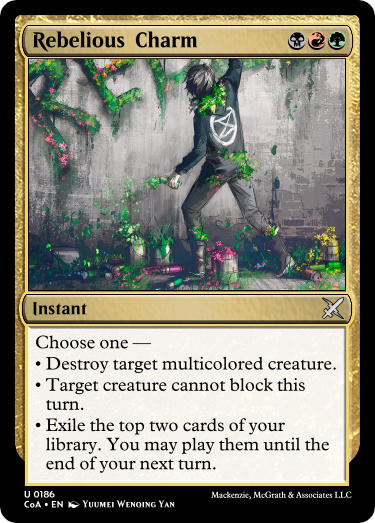 Rebelious Charm
Instant
Choose one —
• Destroy target multicolored creature.
• Target creature cannot block this
turn.
• Exile the top two cards of your
library. You may play them until the
end of your next turn.
U 0186
CoA • EN Yuumei Wenqing Yan
Mackenzie, McGrath & Associates LLC